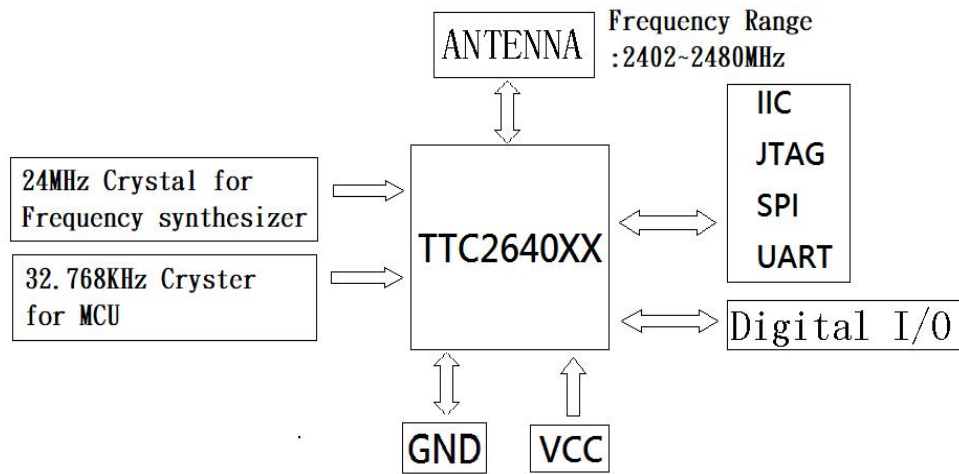 ANTENNA
Frequency Range
:2402~2480MHz
24MHz Crystal for
Frequency synthesizer
32.768KHz Cryster
for MCU
TTC2640XX
IIC
JTAG
SPI
UART
Digital I/O
GND
VCC